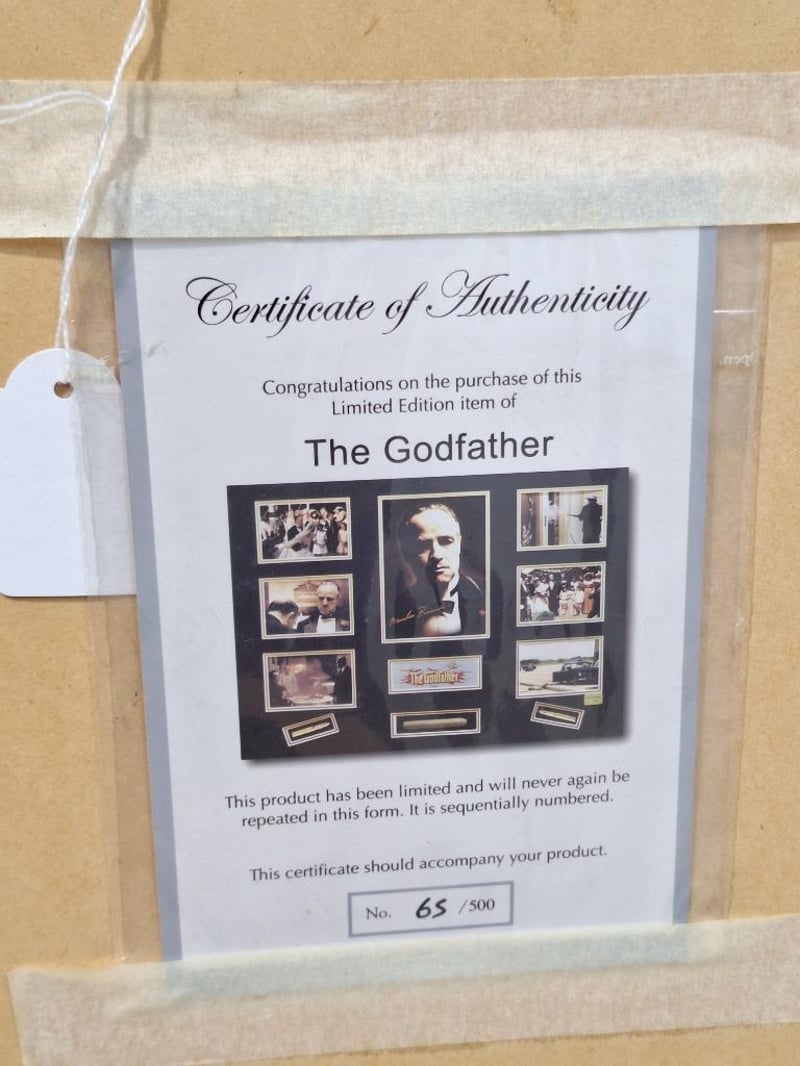 Certificate of Authenticity
Congratulations on the purchase of this
Limited Edition item of
The Godfather
Marlon Brando
The Godfather
This product has been limited and will never again be
repeated in this form. It is sequentially numbered.
This certificate should accompany your product.
No. 65 /500